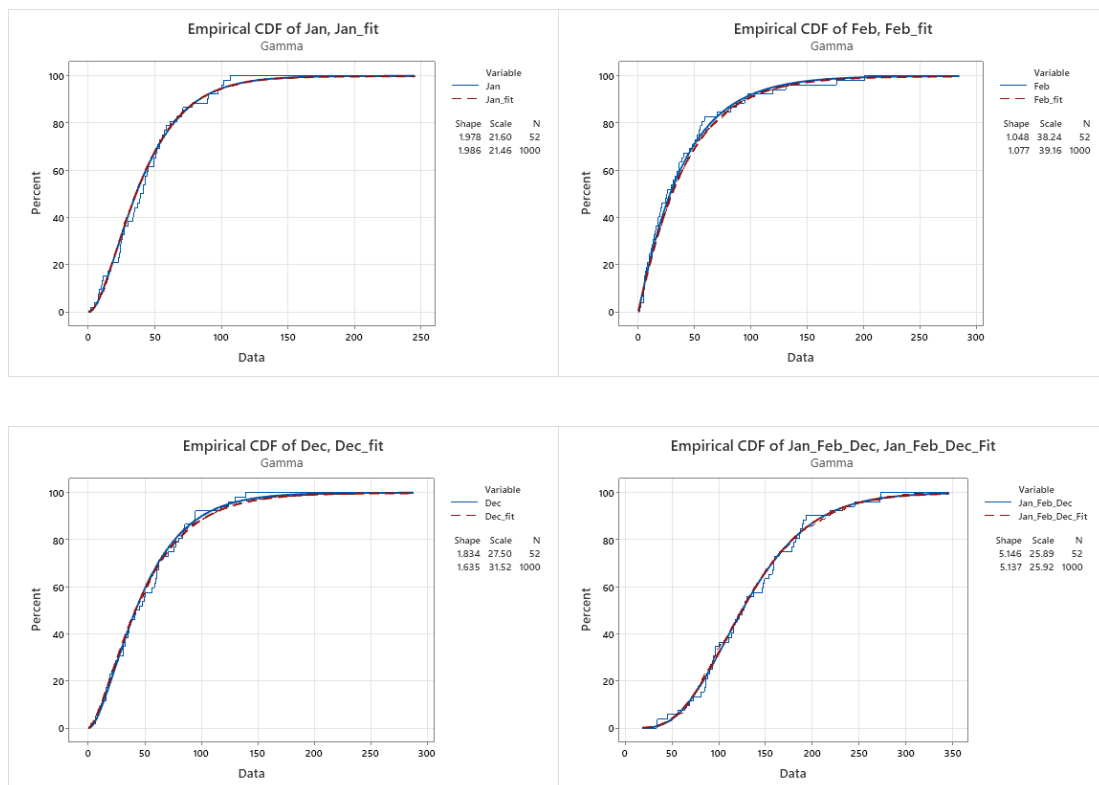 Empirical CDF of Jan, Jan_fit
Gamma
Percent
100
80
60
40
20
0
0 50 100 150 200 250
Data
Variable
Jan
Jan_fit
Shape Scale N
1.978 21.60 52
1.986 21.46 1000
Empirical CDF of Feb, Feb_fit
Gamma
Percent
100
80
60
40
20
0
0 50 100 150 200 250 300
Data
Variable
Feb
Feb_fit
Shape Scale N
1.048 38.24 52
1.077 39.16 1000
Empirical CDF of Dec, Dec_fit
Gamma
Percent
100
80
60
40
20
0
0 50 100 150 200 250 300
Data
Variable
Dec
Dec_fit
Shape Scale N
1.834 27.50 52
1.635 31.52 1000
Empirical CDF of Jan_Feb_Dec, Jan_Feb_Dec_Fit
Gamma
Percent
100
80
60
40
20
0
0 50 100 150 200 250 300 350
Data
Variable
Jan_Feb_Dec
Jan_Feb_Dec_Fit
Shape Scale N
5.146 25.89 52
5.137 25.92 1000